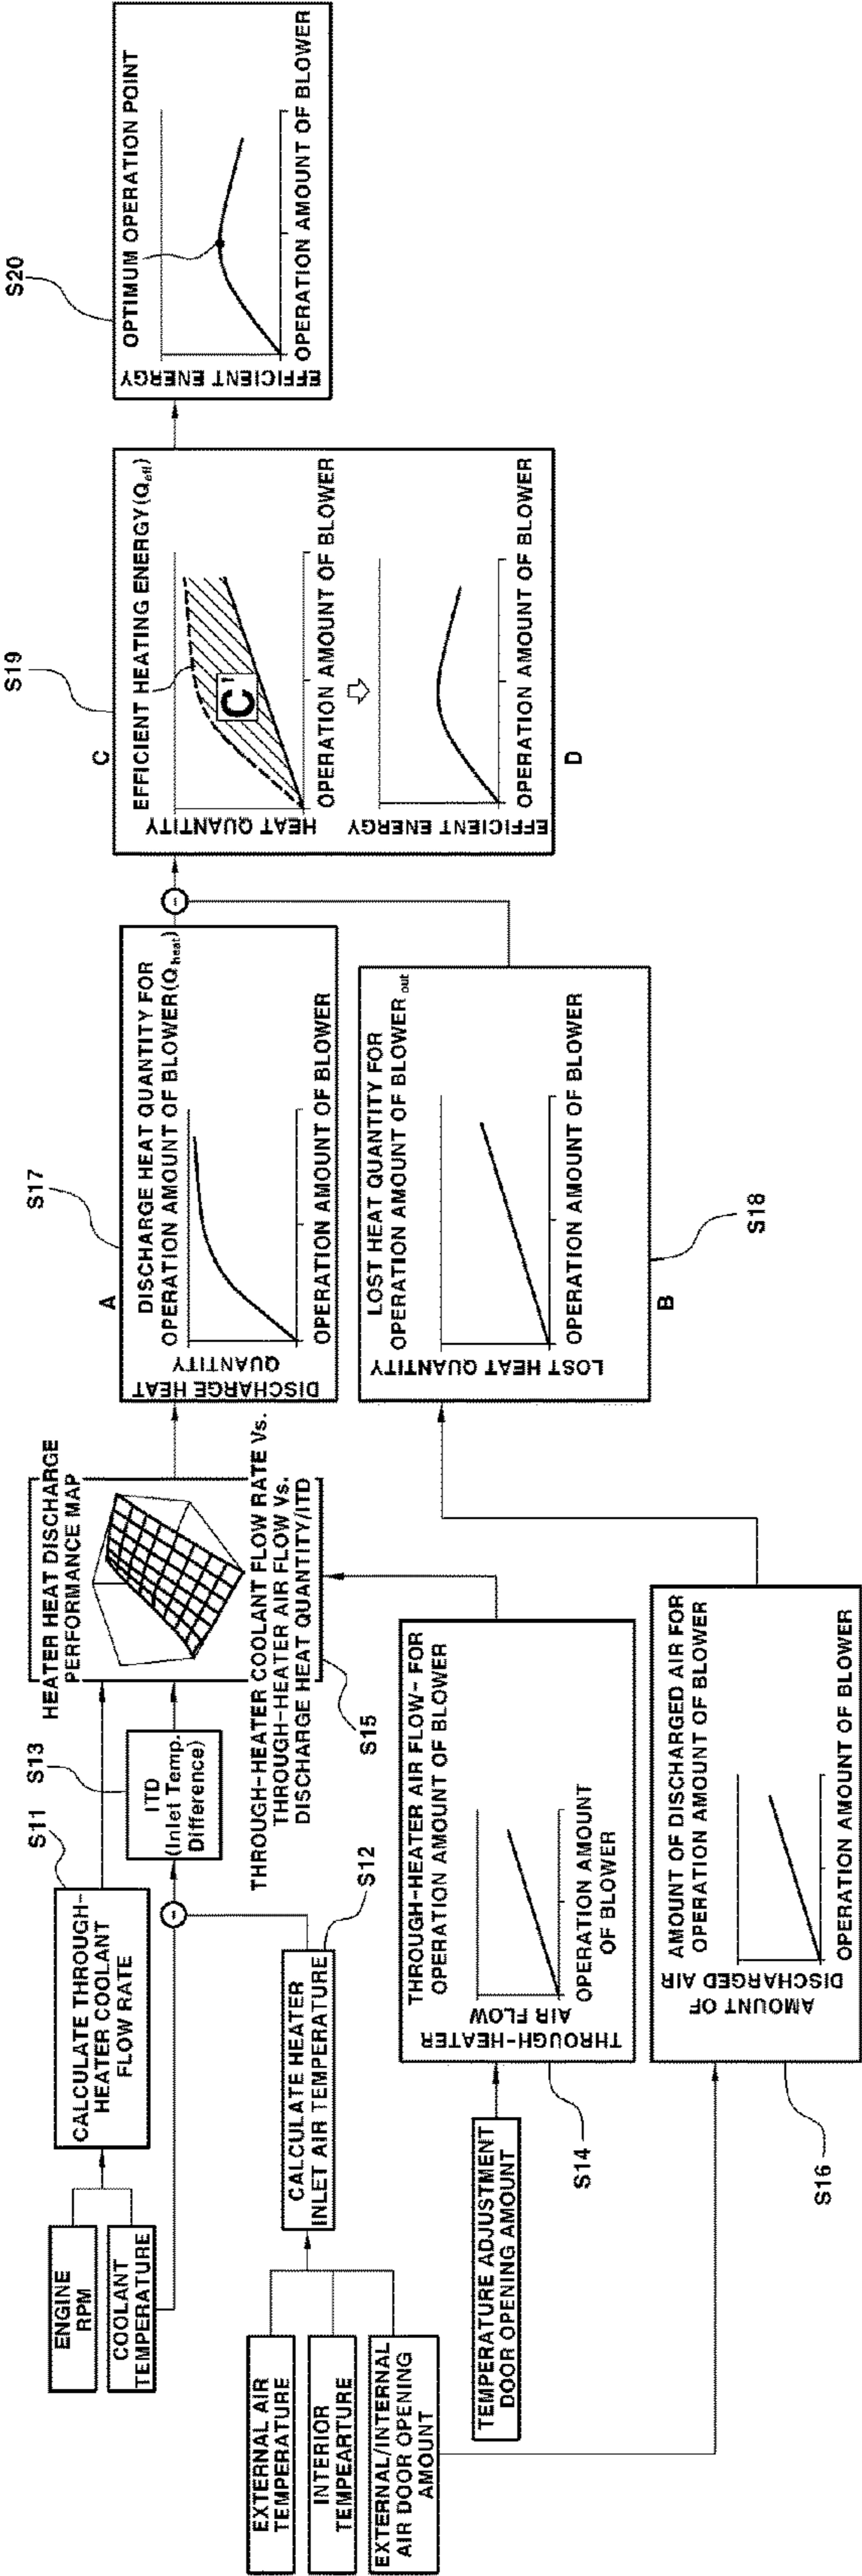 ENGINE
RPM
COOLANT
TEMPERATURE
EXTERNAL AIR
TEMPERATURE
INTERIOR
TEMPEARTURE
EXTERNAL/INTERNAL
AIR DOOR OPENING
AMOUNT
TEMPERATURE ADJUSTMENT
DOOR OPENING AMOUNT
S11
CALCULATE THROUGH-
HEATER COOLANT
FLOW RATE
S12
CALCULATE HEATER
INLET AIR TEMPERATURE
-
S13
ITD
(Inlet Temp.
Difference)
S14
THROUGH-HEATER AIR FLOW- FOR
OPERATION AMOUNT OF BLOWER
THROUGH-HEATER
AIR FLOW
OPERATION AMOUNT
OF BLOWER
S16
AMOUNT OF DISCHARGED AIR FOR
OPERATION AMOUNT OF BLOWER
AMOUNT OF
DISCHARGED AIR
OPERATION AMOUNT OF BLOWER
HEATER HEAT DISCHARGE
PERFORMANCE MAP
THROUGH-HEATER COOLANT FLOW RATE Vs.
THROUGH-HEATER AIR FLOW Vs.
DISCHARGE HEAT QUANTITY/ITD
S15
S17
A
DISCHARGE HEAT QUANTITY FOR
OPERATION AMOUNT OF BLOWER(Q heat)
DISCHARGE HEAT
QUANTITY
OPERATION AMOUNT OF BLOWER
LOST HEAT QUANTITY FOR
OPERATION AMOUNT OF BLOWER out
LOST HEAT QUANTITY
OPERATION AMOUNT OF BLOWER
B
S18
-
S19
C
EFFICIENT HEATING ENERGY(Qeff)
HEAT QUANTITY
C'
OPERATION AMOUNT OF BLOWER
EFFICIENT ENERGY
OPERATION AMOUNT OF BLOWER
D
S20
OPTIMUM OPERATION POINT
EFFICIENT ENERGY
OPERATION AMOUNT OF BLOWER